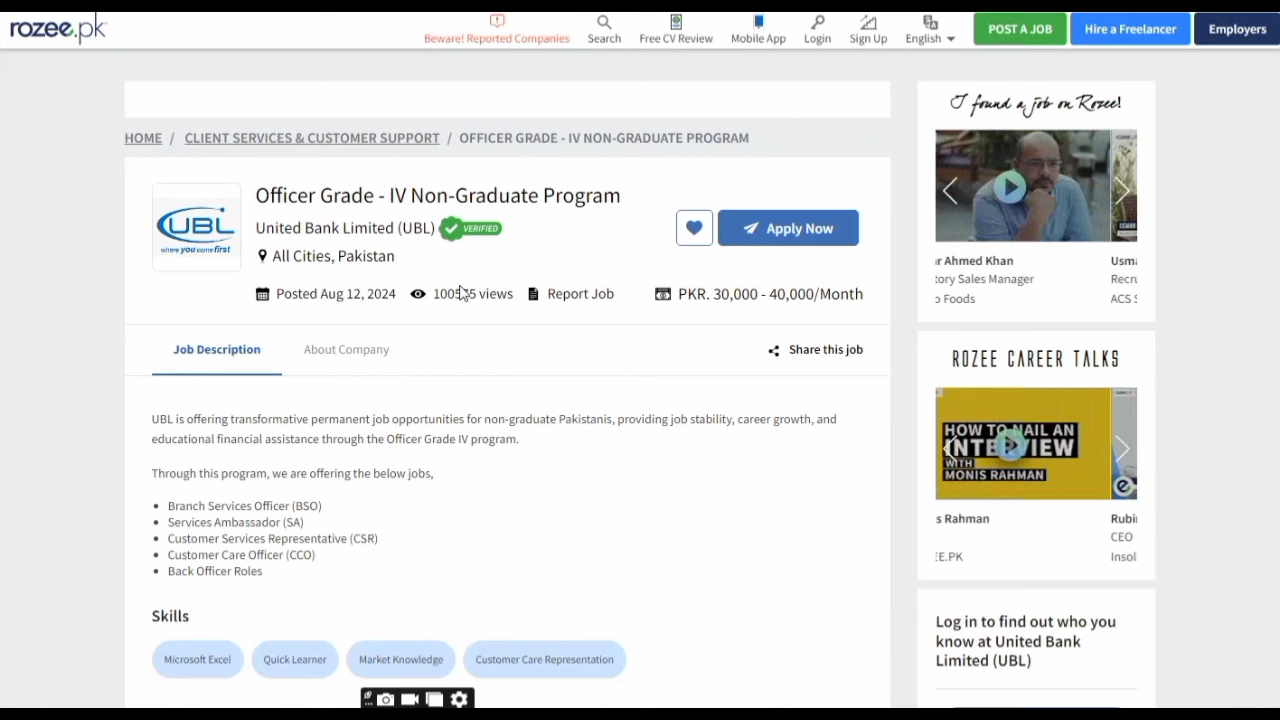 rozee.pk
Beware! Reported Companies
Search
Free CV Review
Mobile App
Login
Sign Up
English
POST A JOB
Hire a Freelancer
Employers
HOME / CLIENT SERVICES & CUSTOMER SUPPORT / OFFICER GRADE - IV NON-GRADUATE PROGRAM
UBL
where you come first
Officer Grade - IV Non-Graduate Program
United Bank Limited (UBL) VERIFIED
All Cities, Pakistan
Apply Now
Posted Aug 12, 2024
views
Report Job
PKR. 30,000 - 40,000/Month
Job Description
About Company
Share this job
UBL is offering transformative permanent job opportunities for non-graduate Pakistanis, providing job stability, career growth, and
educational financial assistance through the Officer Grade IV program.
Through this program, we are offering the below jobs,
Branch Services Officer (BSO)
Services Ambassador (SA)
Customer Services Representative (CSR)
Customer Care Officer (CCO)
Back Officer Roles
Skills
Microsoft Excel
Quick Learner
Market Knowledge
Customer Care Representation
I found a job on Rozee!
r Ahmed Khan
tory Sales Manager
o Foods
Usma
Recru
ACS S
ROZEE CAREER TALKS
HOW TO NAIL AN
INTERVIEW
WITH
MONIS RAHMAN
s Rahman
EE.PK
Rubi
CEO
Insol
Log in to find out who you
know at United Bank
Limited (UBL)